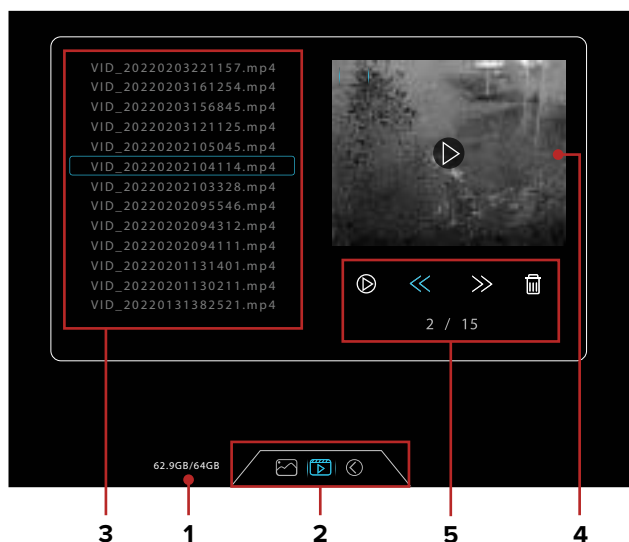 VID_20220203221157.mp4
VID_20220203161254.mp4
VID_20220203156845.mp4
VID_20220203121125.mp4
VID_20220202105045.mp4
VID_20220202104114.mp4
VID_20220202103328.mp4
VID_20220202095546.mp4
VID_20220202094312.mp4
VID_20220202094111.mp4
VID_20220201131401.mp4
VID_20220201130211.mp4
VID_20220131382521.mp4
2 / 15
62.9GB/64GB
3 1 2 5 4